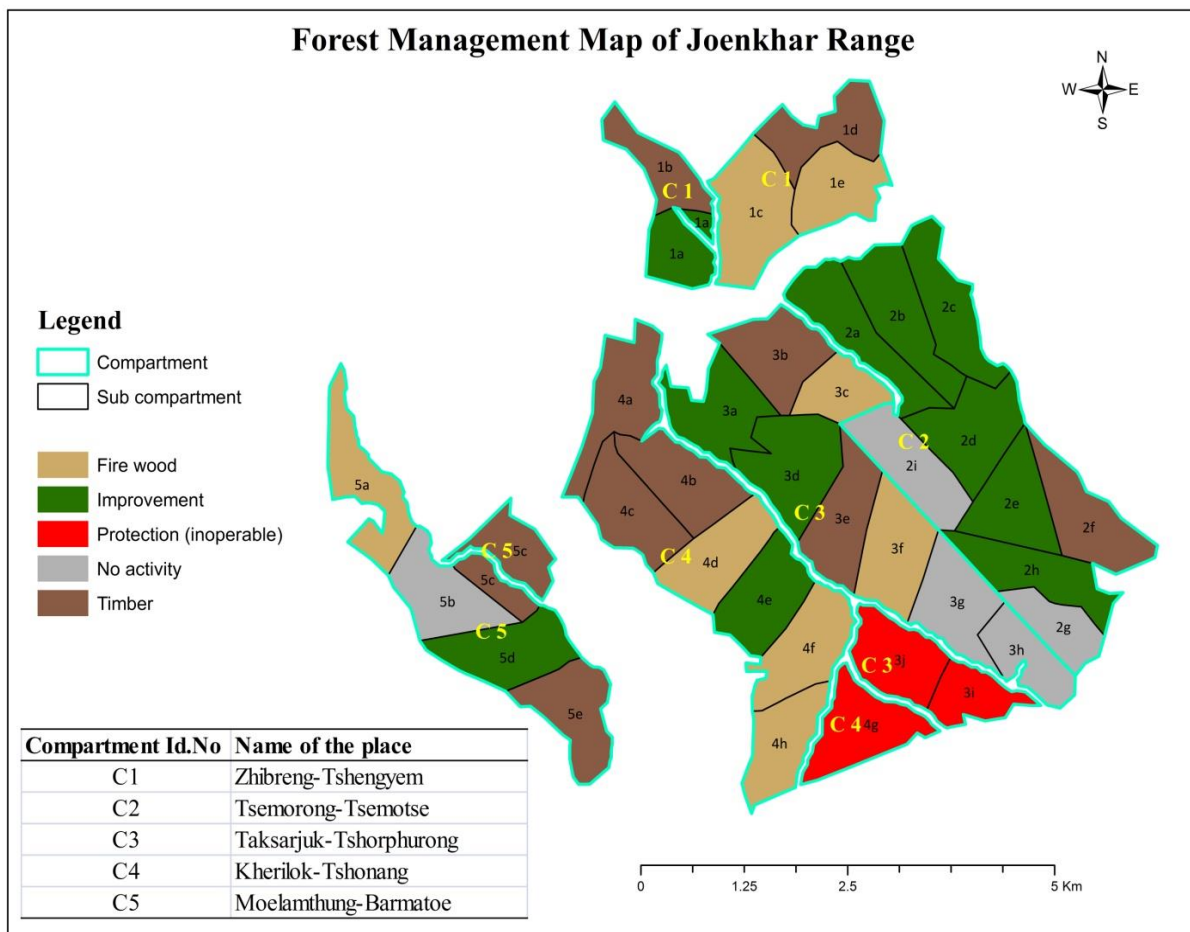 Forest Management Map of Joenkhar Range
N
W E
S
1d
1b
C 1
C 1
1e
1c
1a
1a
2c
2b
2a
3b
3c
4a
3a
C 2
2d
2i
3d
4b
2e
2f
4c
C 3
3e
3f
C 4
4d
2h
4e
3g
2g
4f
3h
C 3
3j
3i
C 4
4g
4h
5a
C 5
5c
5c
5b
C 5
5d
5e
Legend
Compartment
Sub compartment
Fire wood
Improvement
Protection (inoperable)
No activity
Timber
Compartment Id.No Name of the place
C1 Zhibreng-Tshengyem
C2 Tsemorong-Tsemotse
C3 Taksarjuk-Tshorphurong
C4 Kherilok-Tshonang
C5 Moelamthung-Barmatoe
0 1.25 2.5 5 Km